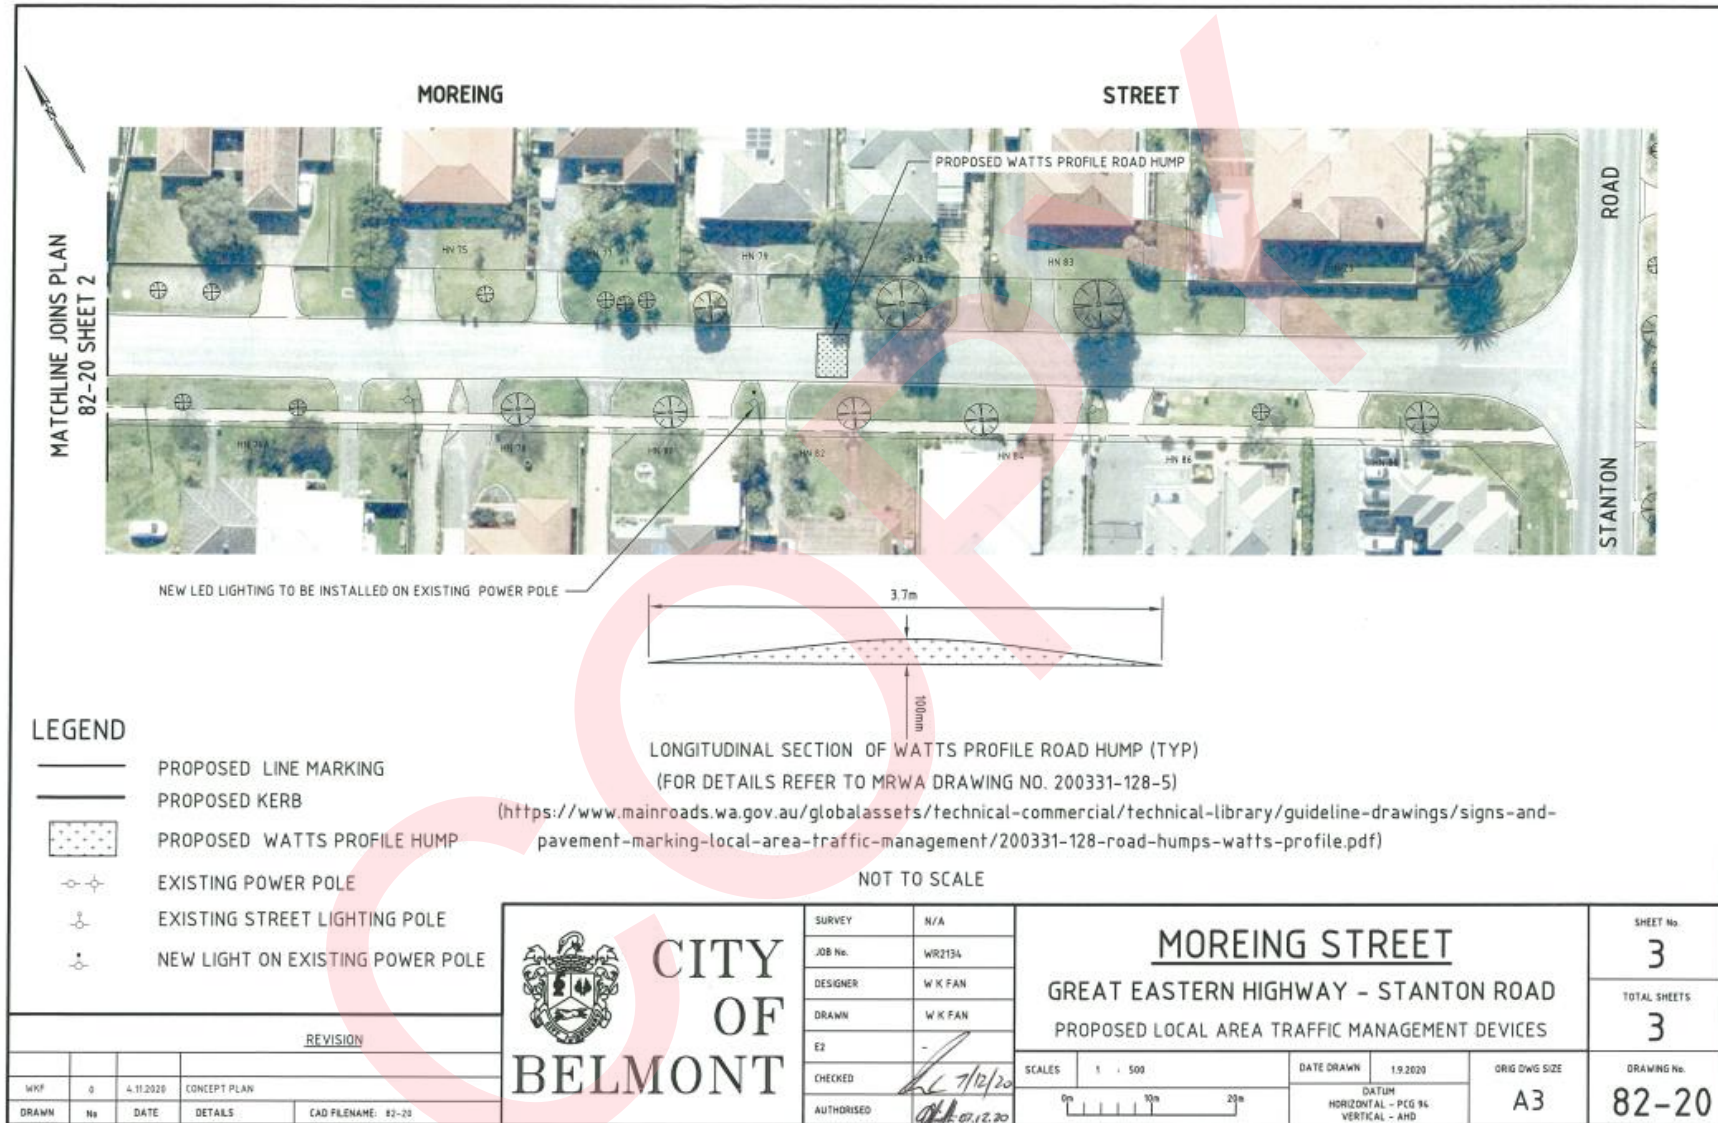 MOREING
STREET
PROPOSED WATTS PROFILE ROAD HUMP
ROAD
MATCHLINE JOINS PLAN
82-20 SHEET 2
HN 75
HN 79
HN 83
HN 78
HN 80
HN 82
HN 84
HN 86
STANTON
NEW LED LIGHTING TO BE INSTALLED ON EXISTING POWER POLE
3.7m
100mm
LONGITUDINAL SECTION OF WATTS PROFILE ROAD HUMP (TYP)
(FOR DETAILS REFER TO MRWA DRAWING NO. 200331-128-5)
(https://www.mainroads.wa.gov.au/globalassets/technical-commercial/technical-library/guideline-drawings/signs-and-
pavement-marking-local-area-traffic-management/200331-128-road-humps-watts-profile.pdf)
NOT TO SCALE
LEGEND
PROPOSED LINE MARKING
PROPOSED KERB
PROPOSED WATTS PROFILE HUMP
EXISTING POWER POLE
EXISTING STREET LIGHTING POLE
NEW LIGHT ON EXISTING POWER POLE
COPY
REVISION
WKF 0 4.11.2020 CONCEPT PLAN
DRAWN No DATE DETAILS CAD FILENAME: 82-20
CITY
OF
BELMONT
SURVEY N/A
JOB No. WR2134
DESIGNER W K FAN
DRAWN W K FAN
E2 -
CHECKED 7/12/20
AUTHORISED 07.12.20
MOREING STREET
GREAT EASTERN HIGHWAY - STANTON ROAD
PROPOSED LOCAL AREA TRAFFIC MANAGEMENT DEVICES
SCALES 1 : 500
0m 10m 20m
DATE DRAWN 1.9.2020
DATUM
HORIZONTAL - PCG 94
VERTICAL - AHD
ORIG DWG SIZE
A3
SHEET No.
3
TOTAL SHEETS
3
DRAWING No.
82-20